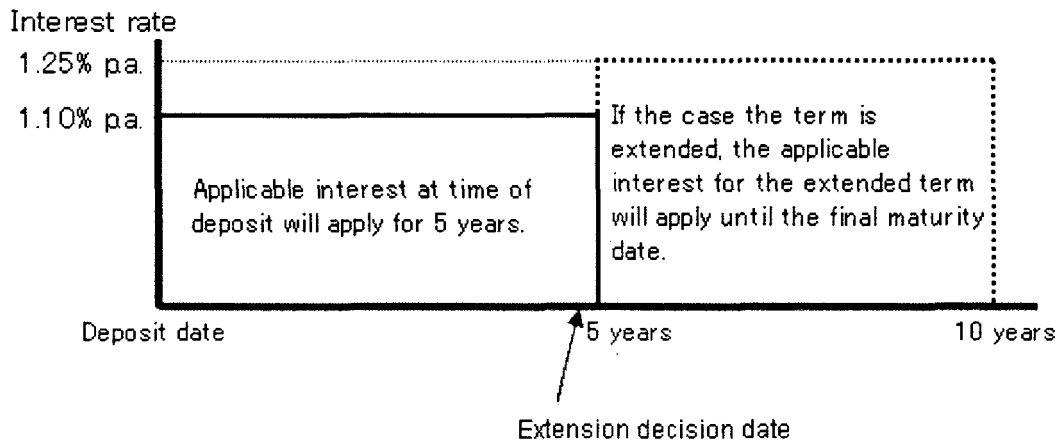 Interest rate
1.25% p.a.
1.10% p.a.
Applicable interest at time of
deposit will apply for 5 years.
If the case the term is
extended, the applicable
interest for the extended term
will apply until the final maturity
date.
Deposit date
5 years
10 years
Extension decision date